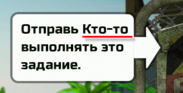 Отправь Кто-то
выполнять это
задание.